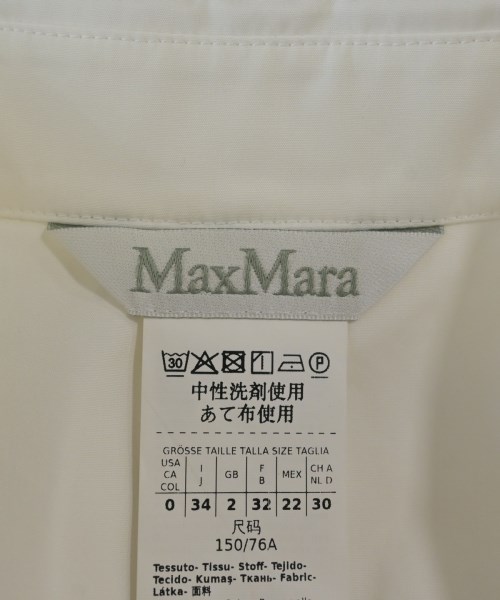 MaxMara
30 P
中性洗剤使用
あて布使用
GRÖSSE TAILLE TALLA SIZE TAGLIA
USA CA COL | I J | GB | F B | MEX | CH A NL D
0 | 34 | 2 | 32 | 22 | 30
尺码
150/76A
Tessuto- Tissu- Stoff- Tejido-
Tecido- Kumaş- Ткань- Fabric-
Látka- 面料